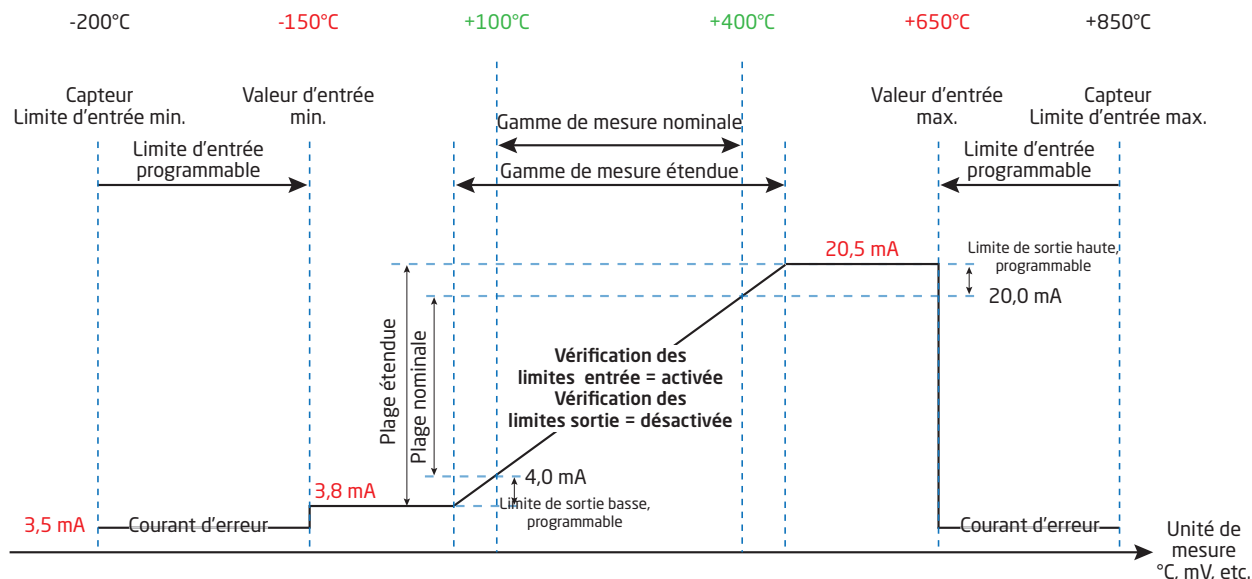 -200°C -150°C +100°C +400°C +650°C +850°C
Capteur
Limite d'entrée min.
Valeur d'entrée
min.
Valeur d'entrée
max.
Capteur
Limite d'entrée max.
Gamme de mesure nominale
Limite d'entrée
programmable
Gamme de mesure étendue
Limite d'entrée
programmable
20,5 mA
Limite de sortie haute,
programmable
20,0 mA
Plage étendue
Plage nominale
Vérification des
limites entrée = activée
Vérification des
limites sortie = désactivée
4,0 mA
3,8 mA
Limite de sortie basse,
programmable
3,5 mA
Courant d'erreur
Courant d'erreur
Unité de
mesure
°C, mV, etc.